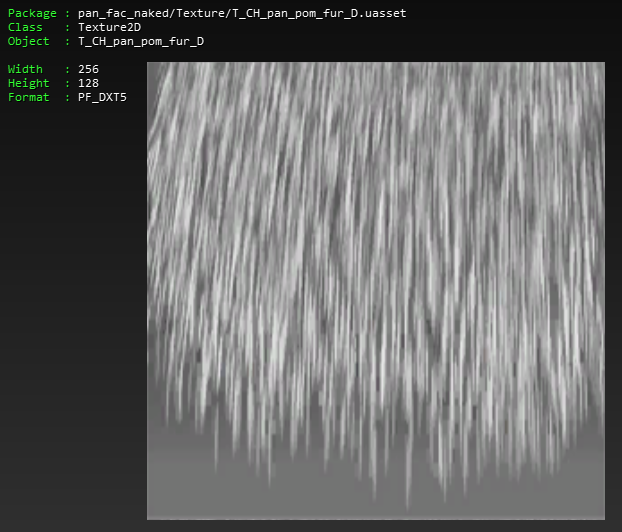 Package : pan_fac_naked/Texture/T_CH_pan_pom_fur_D.uasset
Class : Texture2D
Object : T_CH_pan_pom_fur_D
Width : 256
Height : 128
Format : PF_DXT5